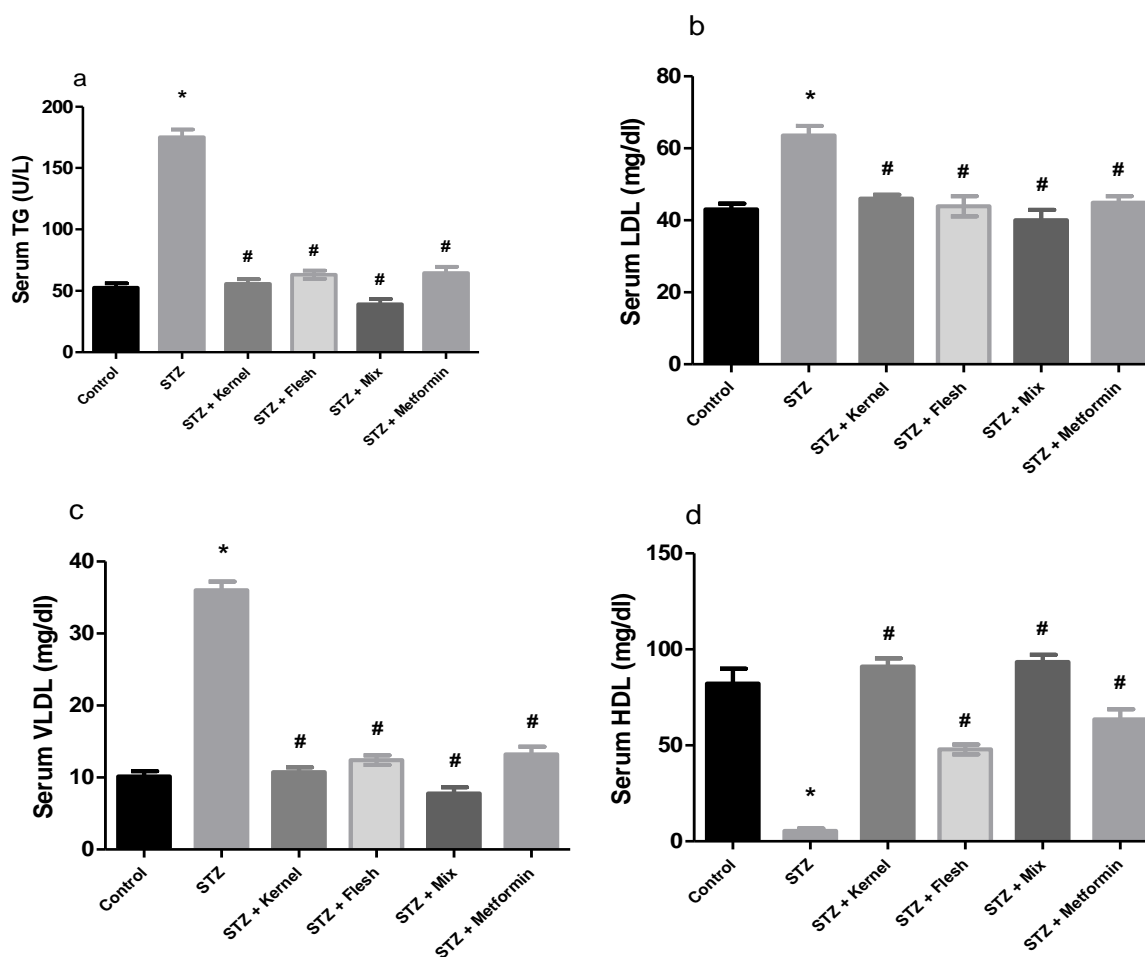 a
Serum TG (U/L)
200
*
150
100
50
0
#
#
#
#
Control
STZ
STZ + Kernel
STZ + Flesh
STZ + Mix
STZ + Metformin
b
Serum LDL (mg/dl)
80
60
40
20
0
*
#
#
#
#
Control
STZ
STZ + Kernel
STZ + Flesh
STZ + Mix
STZ + Metformin
c
Serum VLDL (mg/dl)
40
30
20
10
0
*
#
#
#
#
Control
STZ
STZ + Kernel
STZ + Flesh
STZ + Mix
STZ + Metformin
d
Serum HDL (mg/dl)
150
100
50
0
*
#
#
#
#
Control
STZ
STZ + Kernel
STZ + Flesh
STZ + Mix
STZ + Metformin